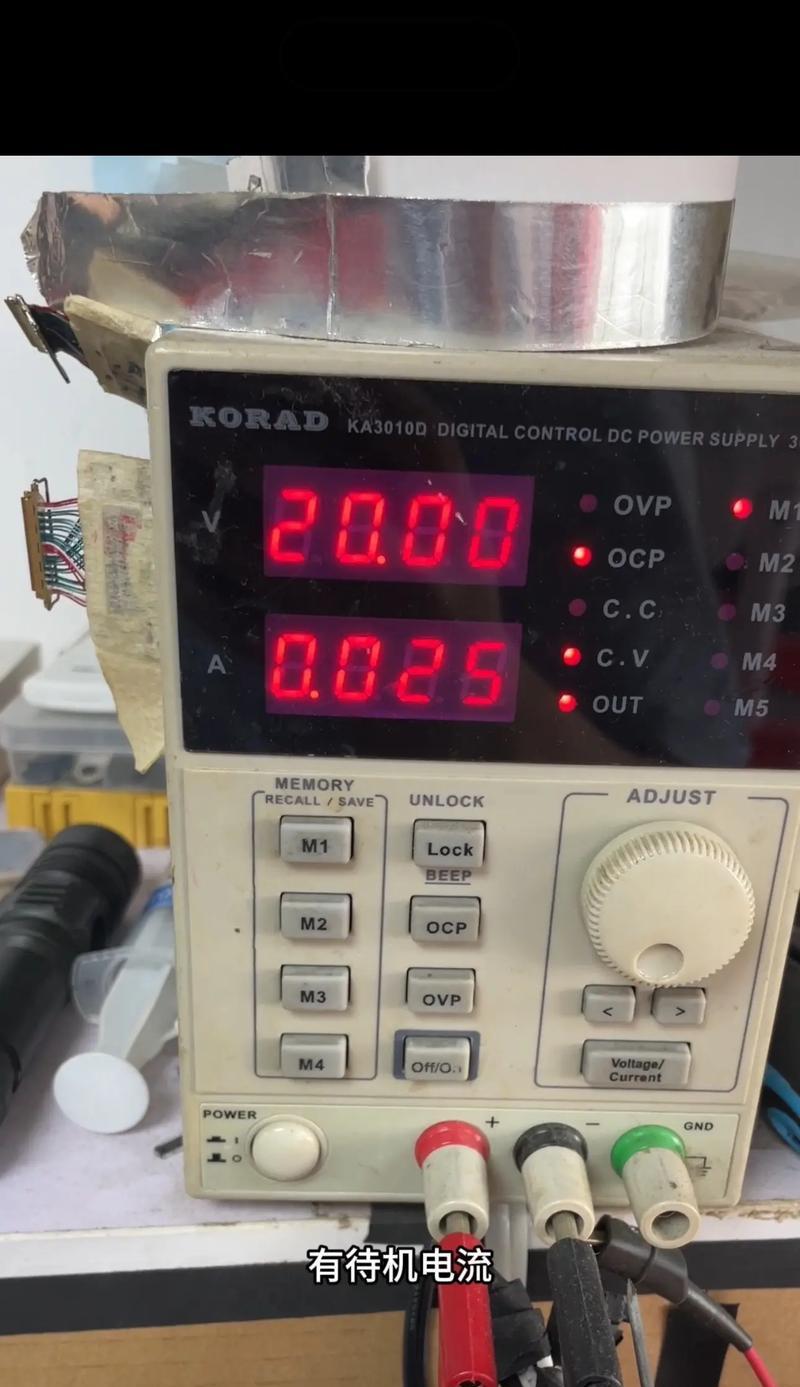 KORAD KA3010D DIGITAL CONTROL DC POWER SUPPLY 3
V 20.00
OVP M1
OCP M2
C.C M3
A 0.025
C.V M4
OUT M5
MEMORY
RECALL / SAVE
UNLOCK
ADJUST
M1
Lock
BEEP
M2
OCP
M3
OVP
< >
M4
Off/On
Voltage/
Current
POWER
I
O
+
−
GND
有待机电流